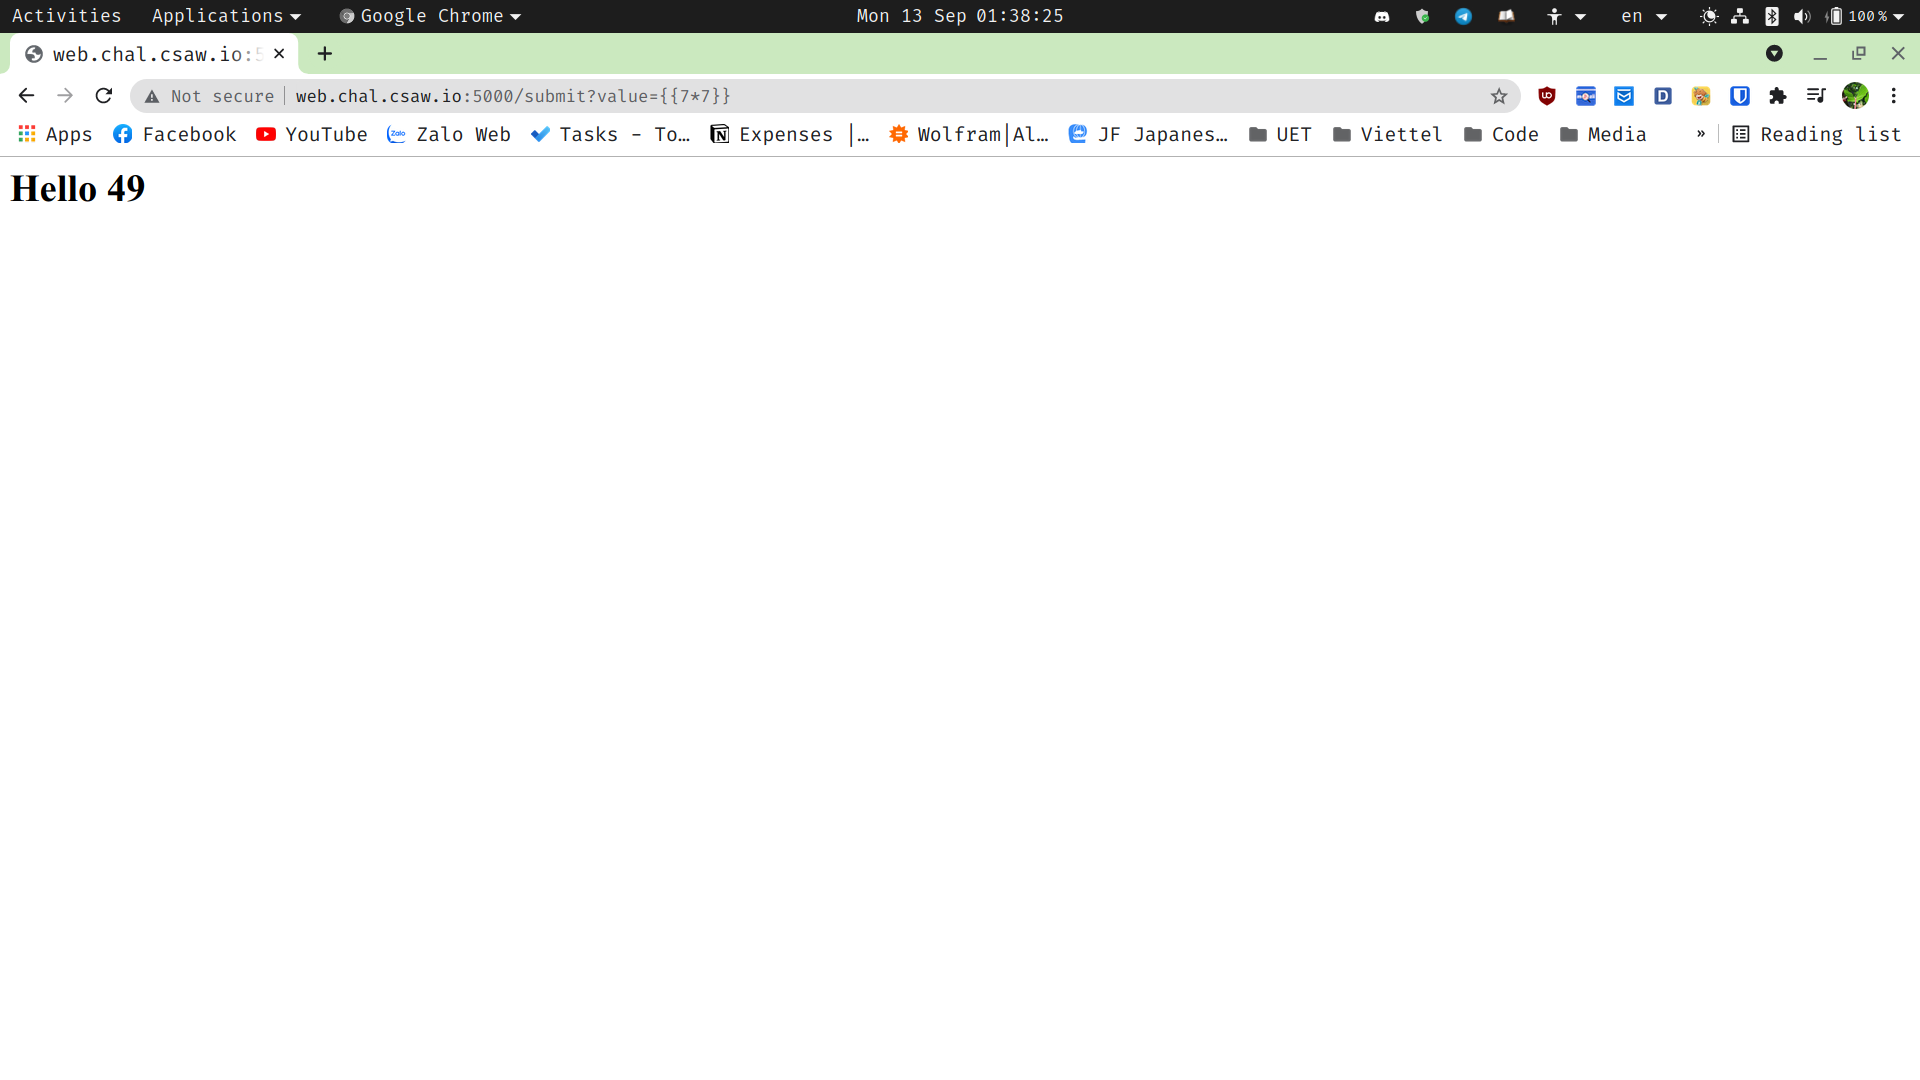 Activities Applications Google Chrome Mon 13 Sep 01:38:25 en 100%
web.chal.csaw.io:5
Not secure web.chal.csaw.io:5000/submit?value={{7*7}}
Apps Facebook YouTube Zalo Web Tasks - To… Expenses |… Wolfram|Al… JF Japanes… UET Viettel Code Media » Reading list
Hello 49